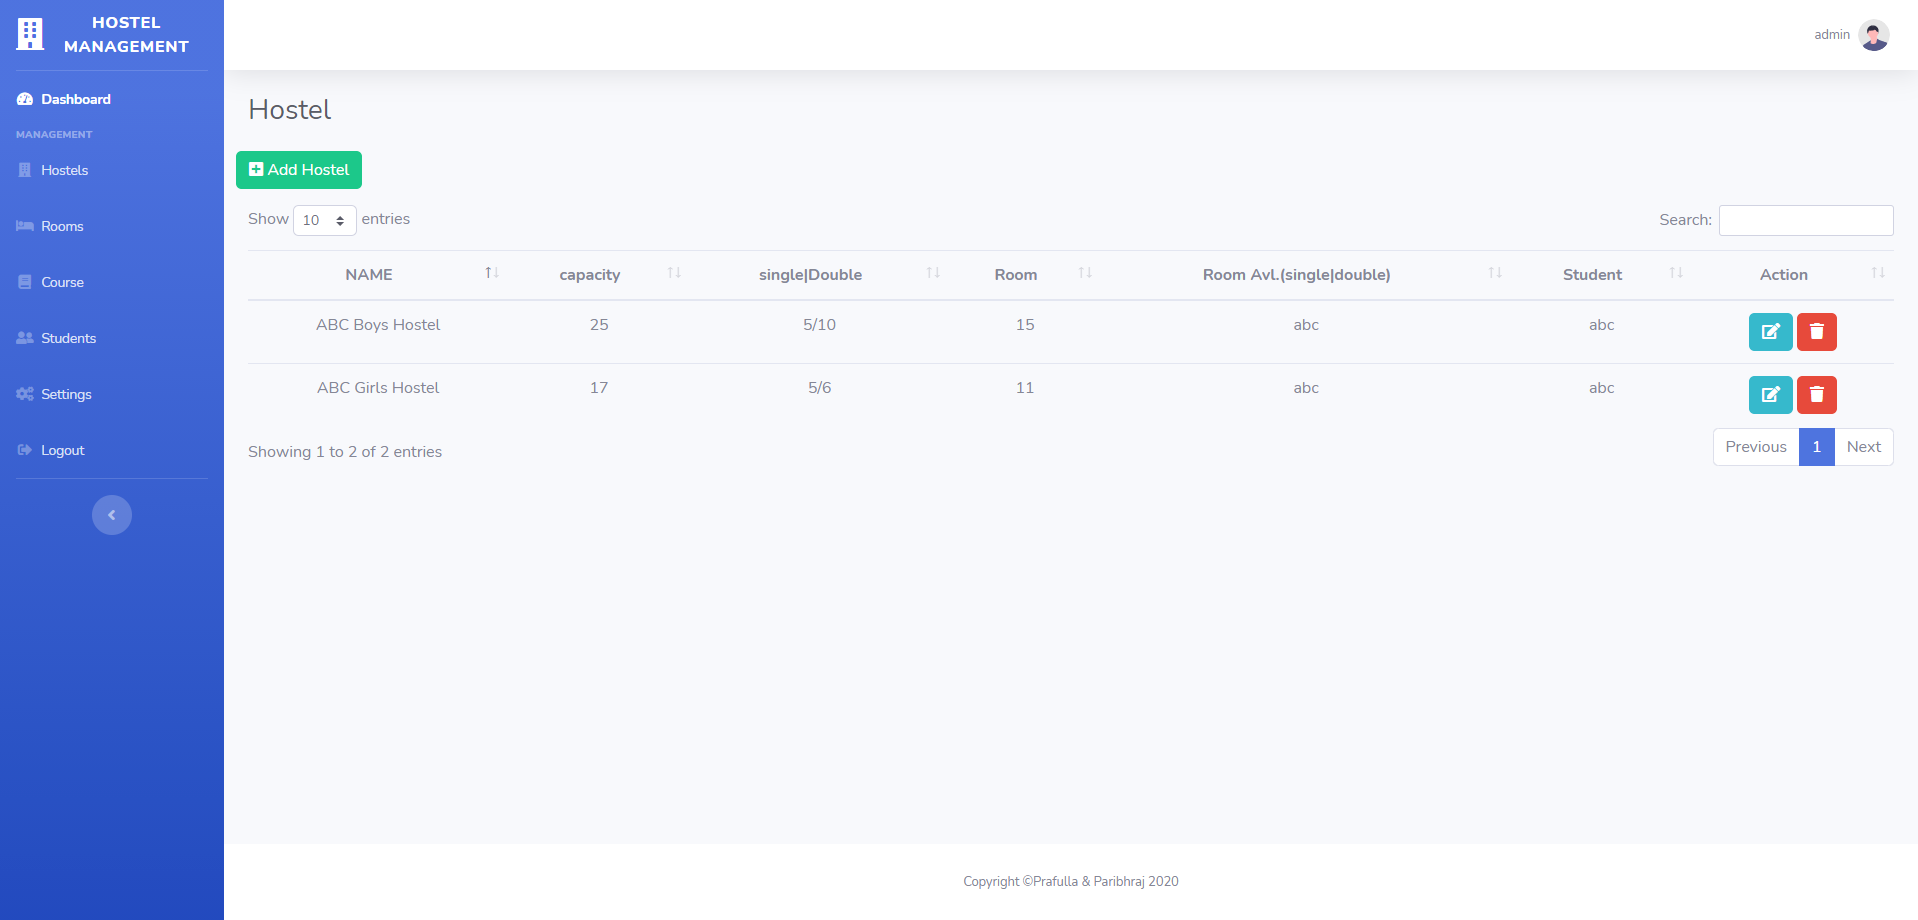 HOSTEL
MANAGEMENT
admin
Dashboard
MANAGEMENT
Hostels
Rooms
Course
Students
Settings
Logout
Hostel
Add Hostel
Show 10 entries
Search:
NAME capacity single|Double Room Room Avl.(single|double) Student Action
ABC Boys Hostel 25 5/10 15 abc abc
ABC Girls Hostel 17 5/6 11 abc abc
Showing 1 to 2 of 2 entries
Previous 1 Next
Copyright ©Prafulla & Paribhraj 2020